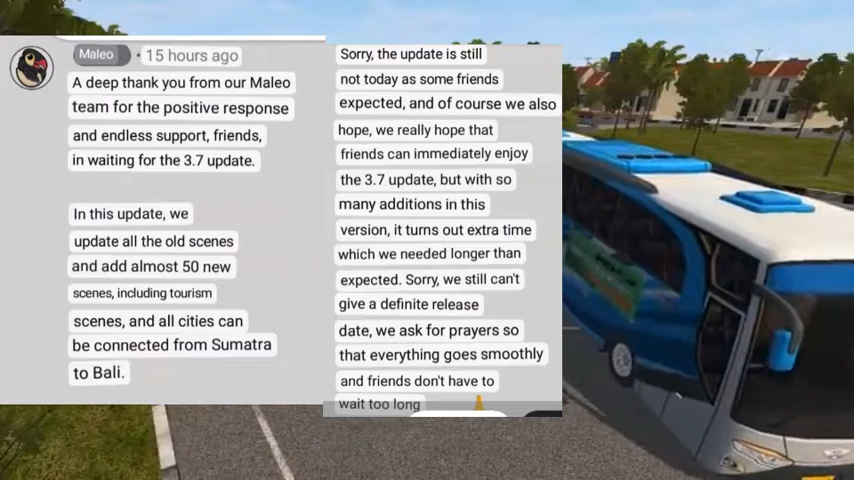 Maleo • 15 hours ago
A deep thank you from our Maleo
team for the positive response
and endless support, friends,
in waiting for the 3.7 update.
In this update, we
update all the old scenes
and add almost 50 new
scenes, including tourism
scenes, and all cities can
be connected from Sumatra
to Bali.
Sorry, the update is still
not today as some friends
expected, and of course we also
hope, we really hope that
friends can immediately enjoy
the 3.7 update, but with so
many additions in this
version, it turns out extra time
which we needed longer than
expected. Sorry, we still can't
give a definite release
date, we ask for prayers so
that everything goes smoothly
and friends don't have to
wait too long